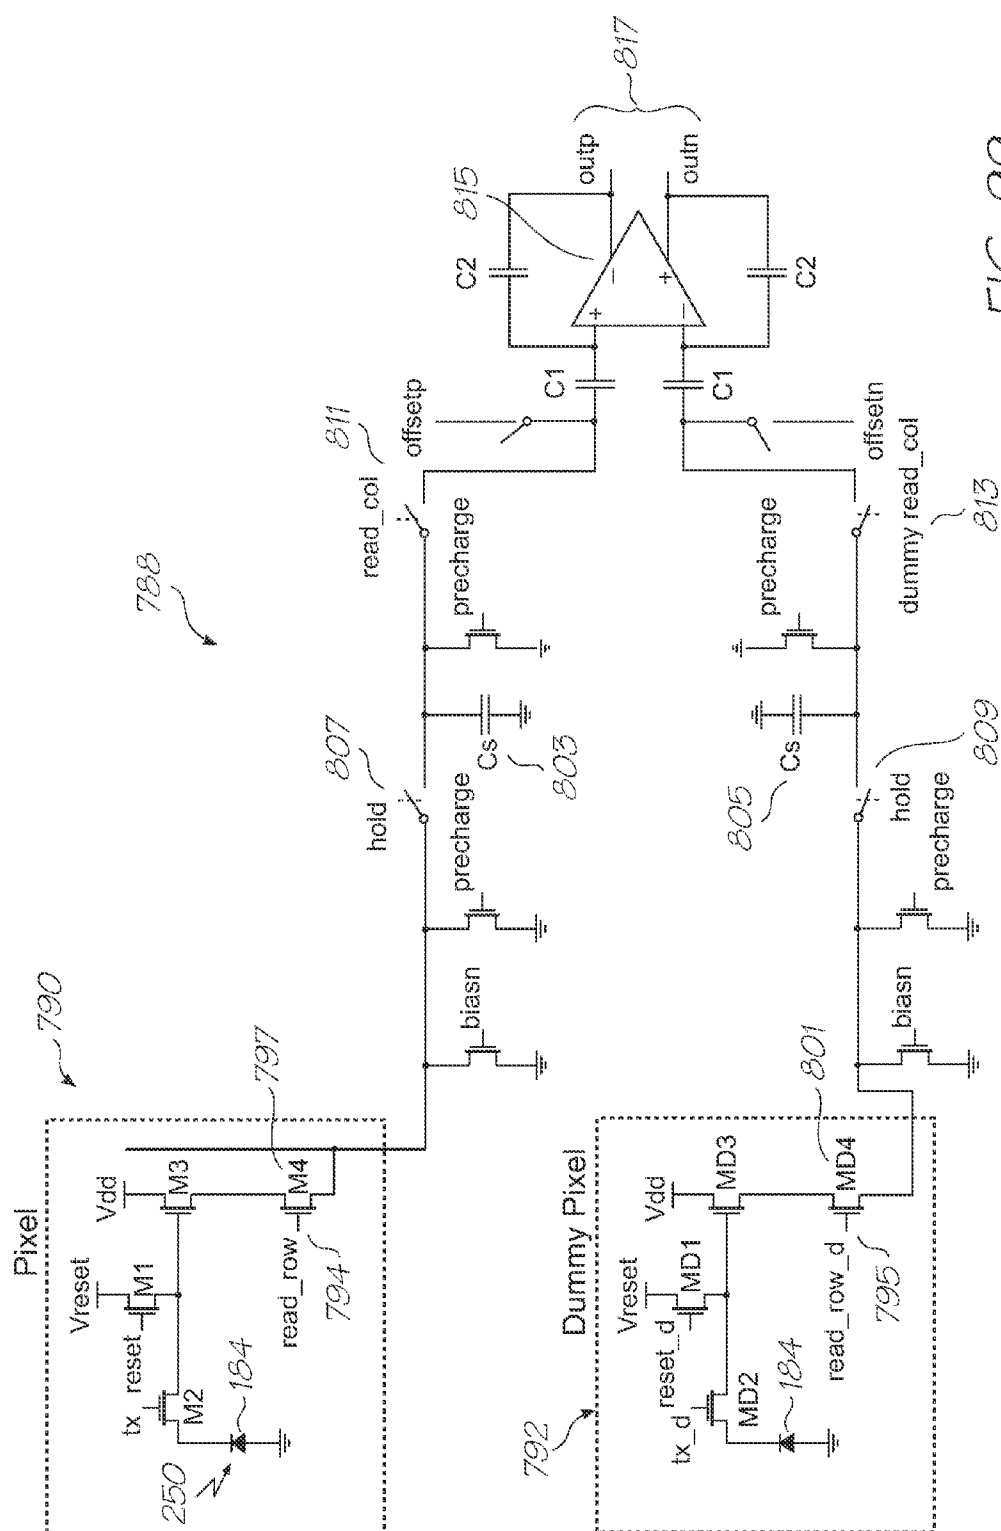 Pixel
790
Vreset
Vdd
reset
M1
M3
tx
M2
M4
797
184
read_row
794
250
biasn
precharge
hold
807
Cs
803
precharge
788
read_col
811
offsetp
C1
C2
815
outp
817
+
−
−
+
outn
C2
C1
offsetn
Dummy Pixel
792
Vreset
Vdd
reset_d
MD1
MD3
tx_d
MD2
MD4
801
184
read_row_d
795
biasn
precharge
hold
809
Cs
805
precharge
dummy read_col
813
FIG.